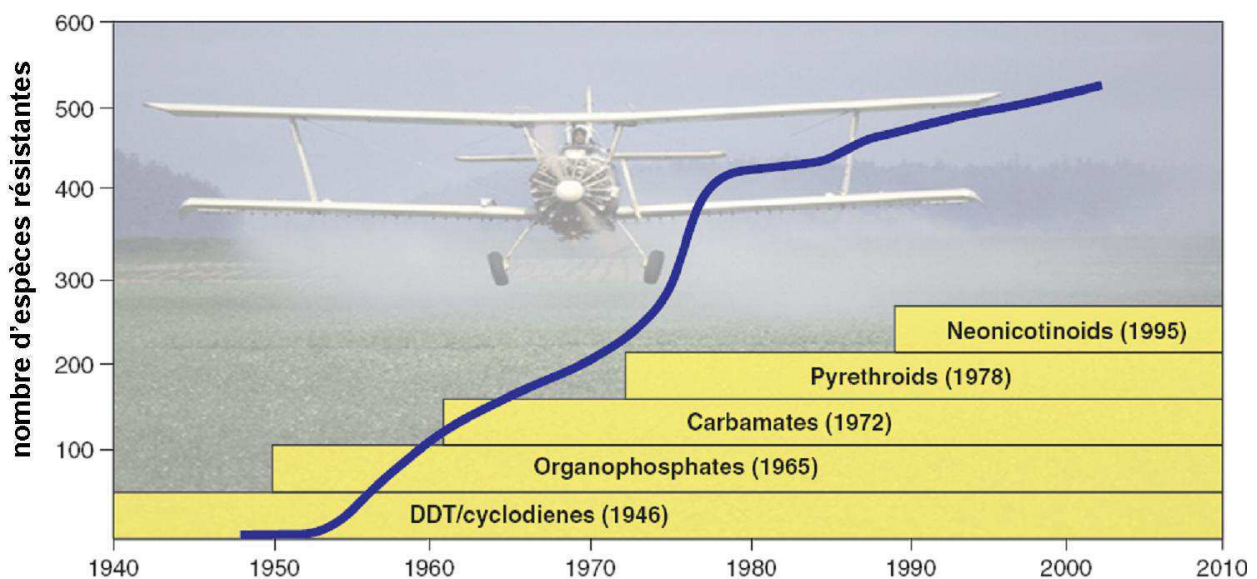 nombre d'espèces résistantes
600
500
400
300
200
100
Neonicotinoids (1995)
Pyrethroids (1978)
Carbamates (1972)
Organophosphates (1965)
DDT/cyclodienes (1946)
1940 1950 1960 1970 1980 1990 2000 2010